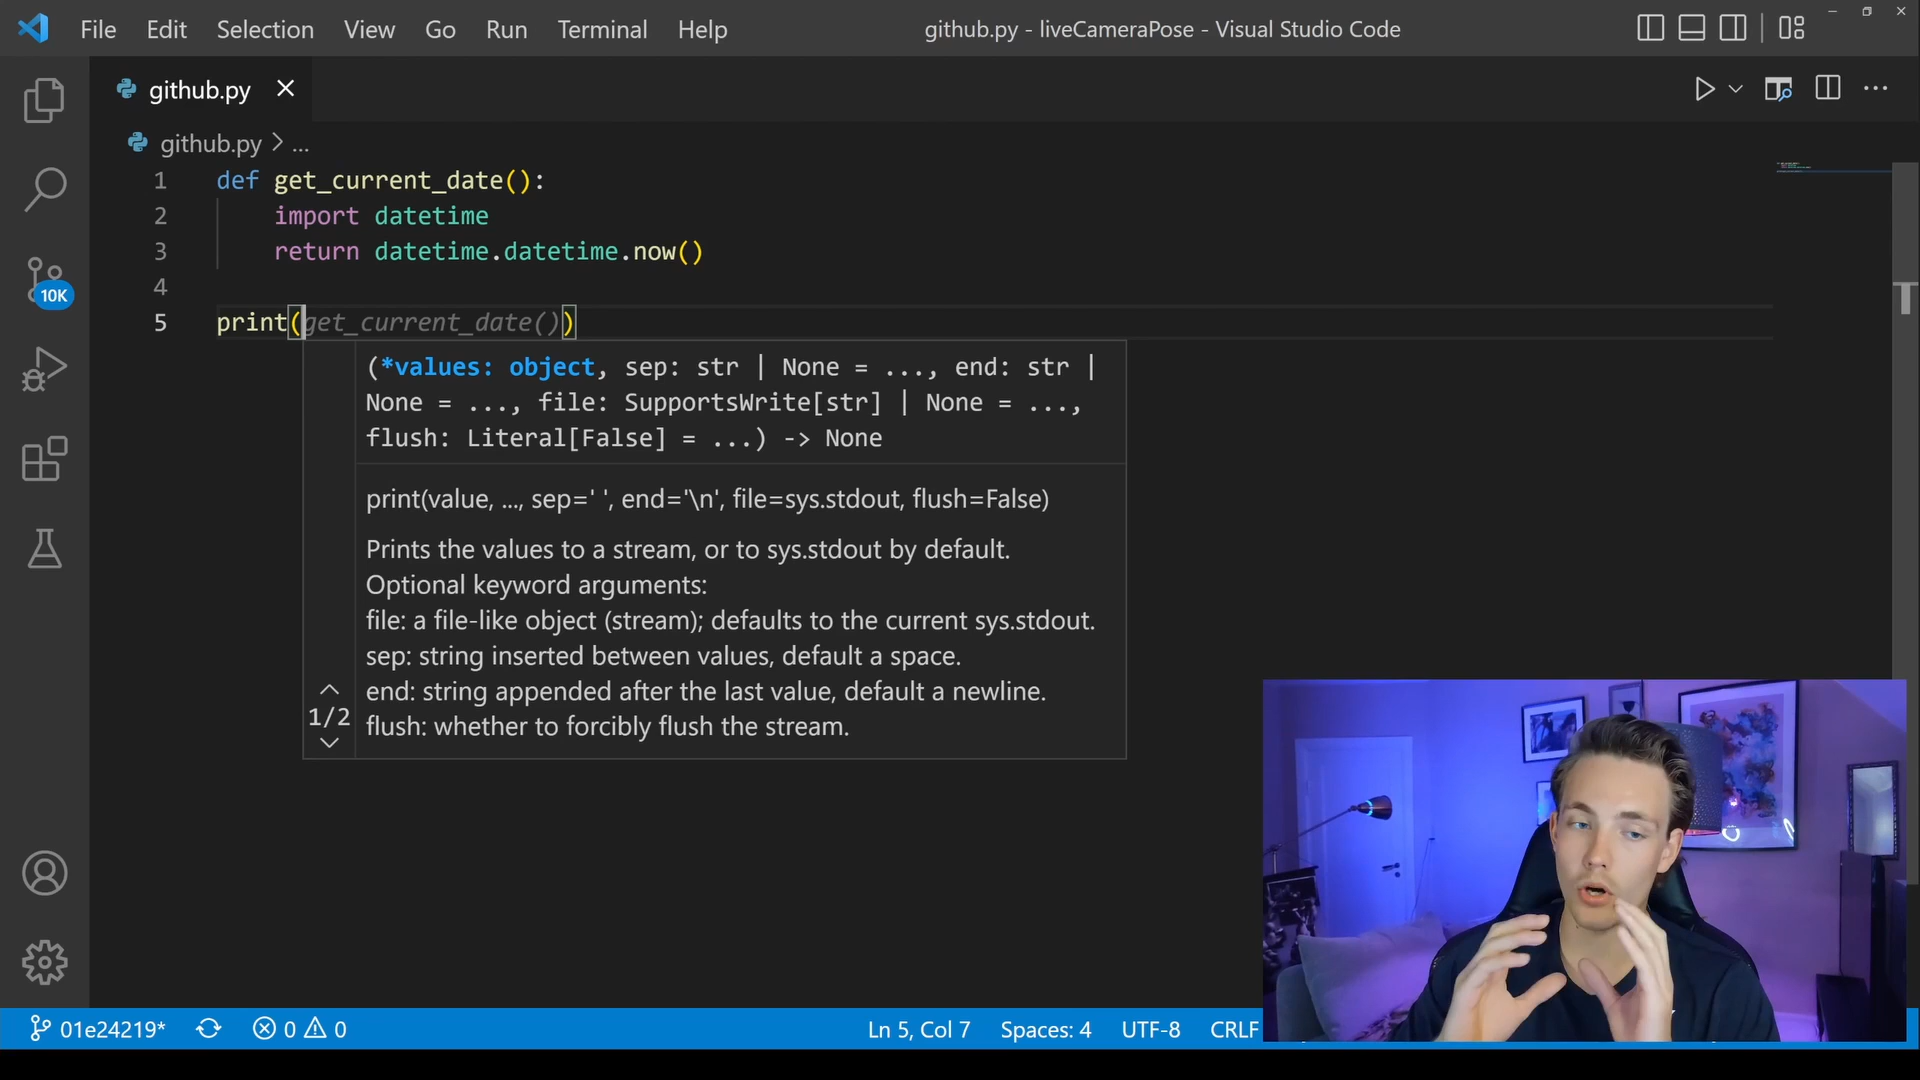 File Edit Selection View Go Run Terminal Help github.py - liveCameraPose - Visual Studio Code
github.py
github.py > ...
1 def get_current_date():
2 import datetime
3 return datetime.datetime.now()
4
5 print(get_current_date())
(*values: object, sep: str | None = ..., end: str |
None = ..., file: SupportsWrite[str] | None = ...,
flush: Literal[False] = ...) -> None
print(value, ..., sep=' ', end='\n', file=sys.stdout, flush=False)
Prints the values to a stream, or to sys.stdout by default.
Optional keyword arguments:
file: a file-like object (stream); defaults to the current sys.stdout.
sep: string inserted between values, default a space.
end: string appended after the last value, default a newline.
flush: whether to forcibly flush the stream.
1/2
10K
01e24219* 0 0 Ln 5, Col 7 Spaces: 4 UTF-8 CRLF